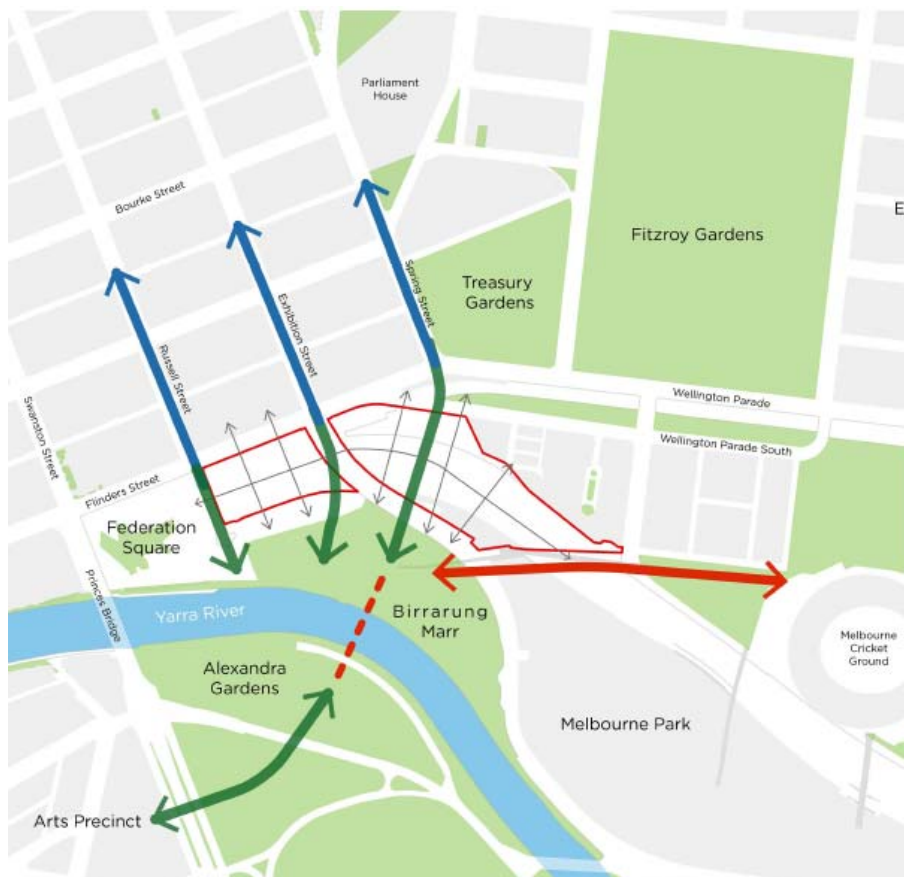 Parliament
House
Bourke Street
Fitzroy Gardens
E
Treasury
Gardens
Spring Street
Exhibition Street
Russell Street
Swanston Street
Wellington Parade
Wellington Parade South
Flinders Street
Federation
Square
Princes Bridge
Yarra River
Birrarung
Marr
Melbourne
Cricket
Ground
Alexandra
Gardens
Melbourne Park
Arts Precinct